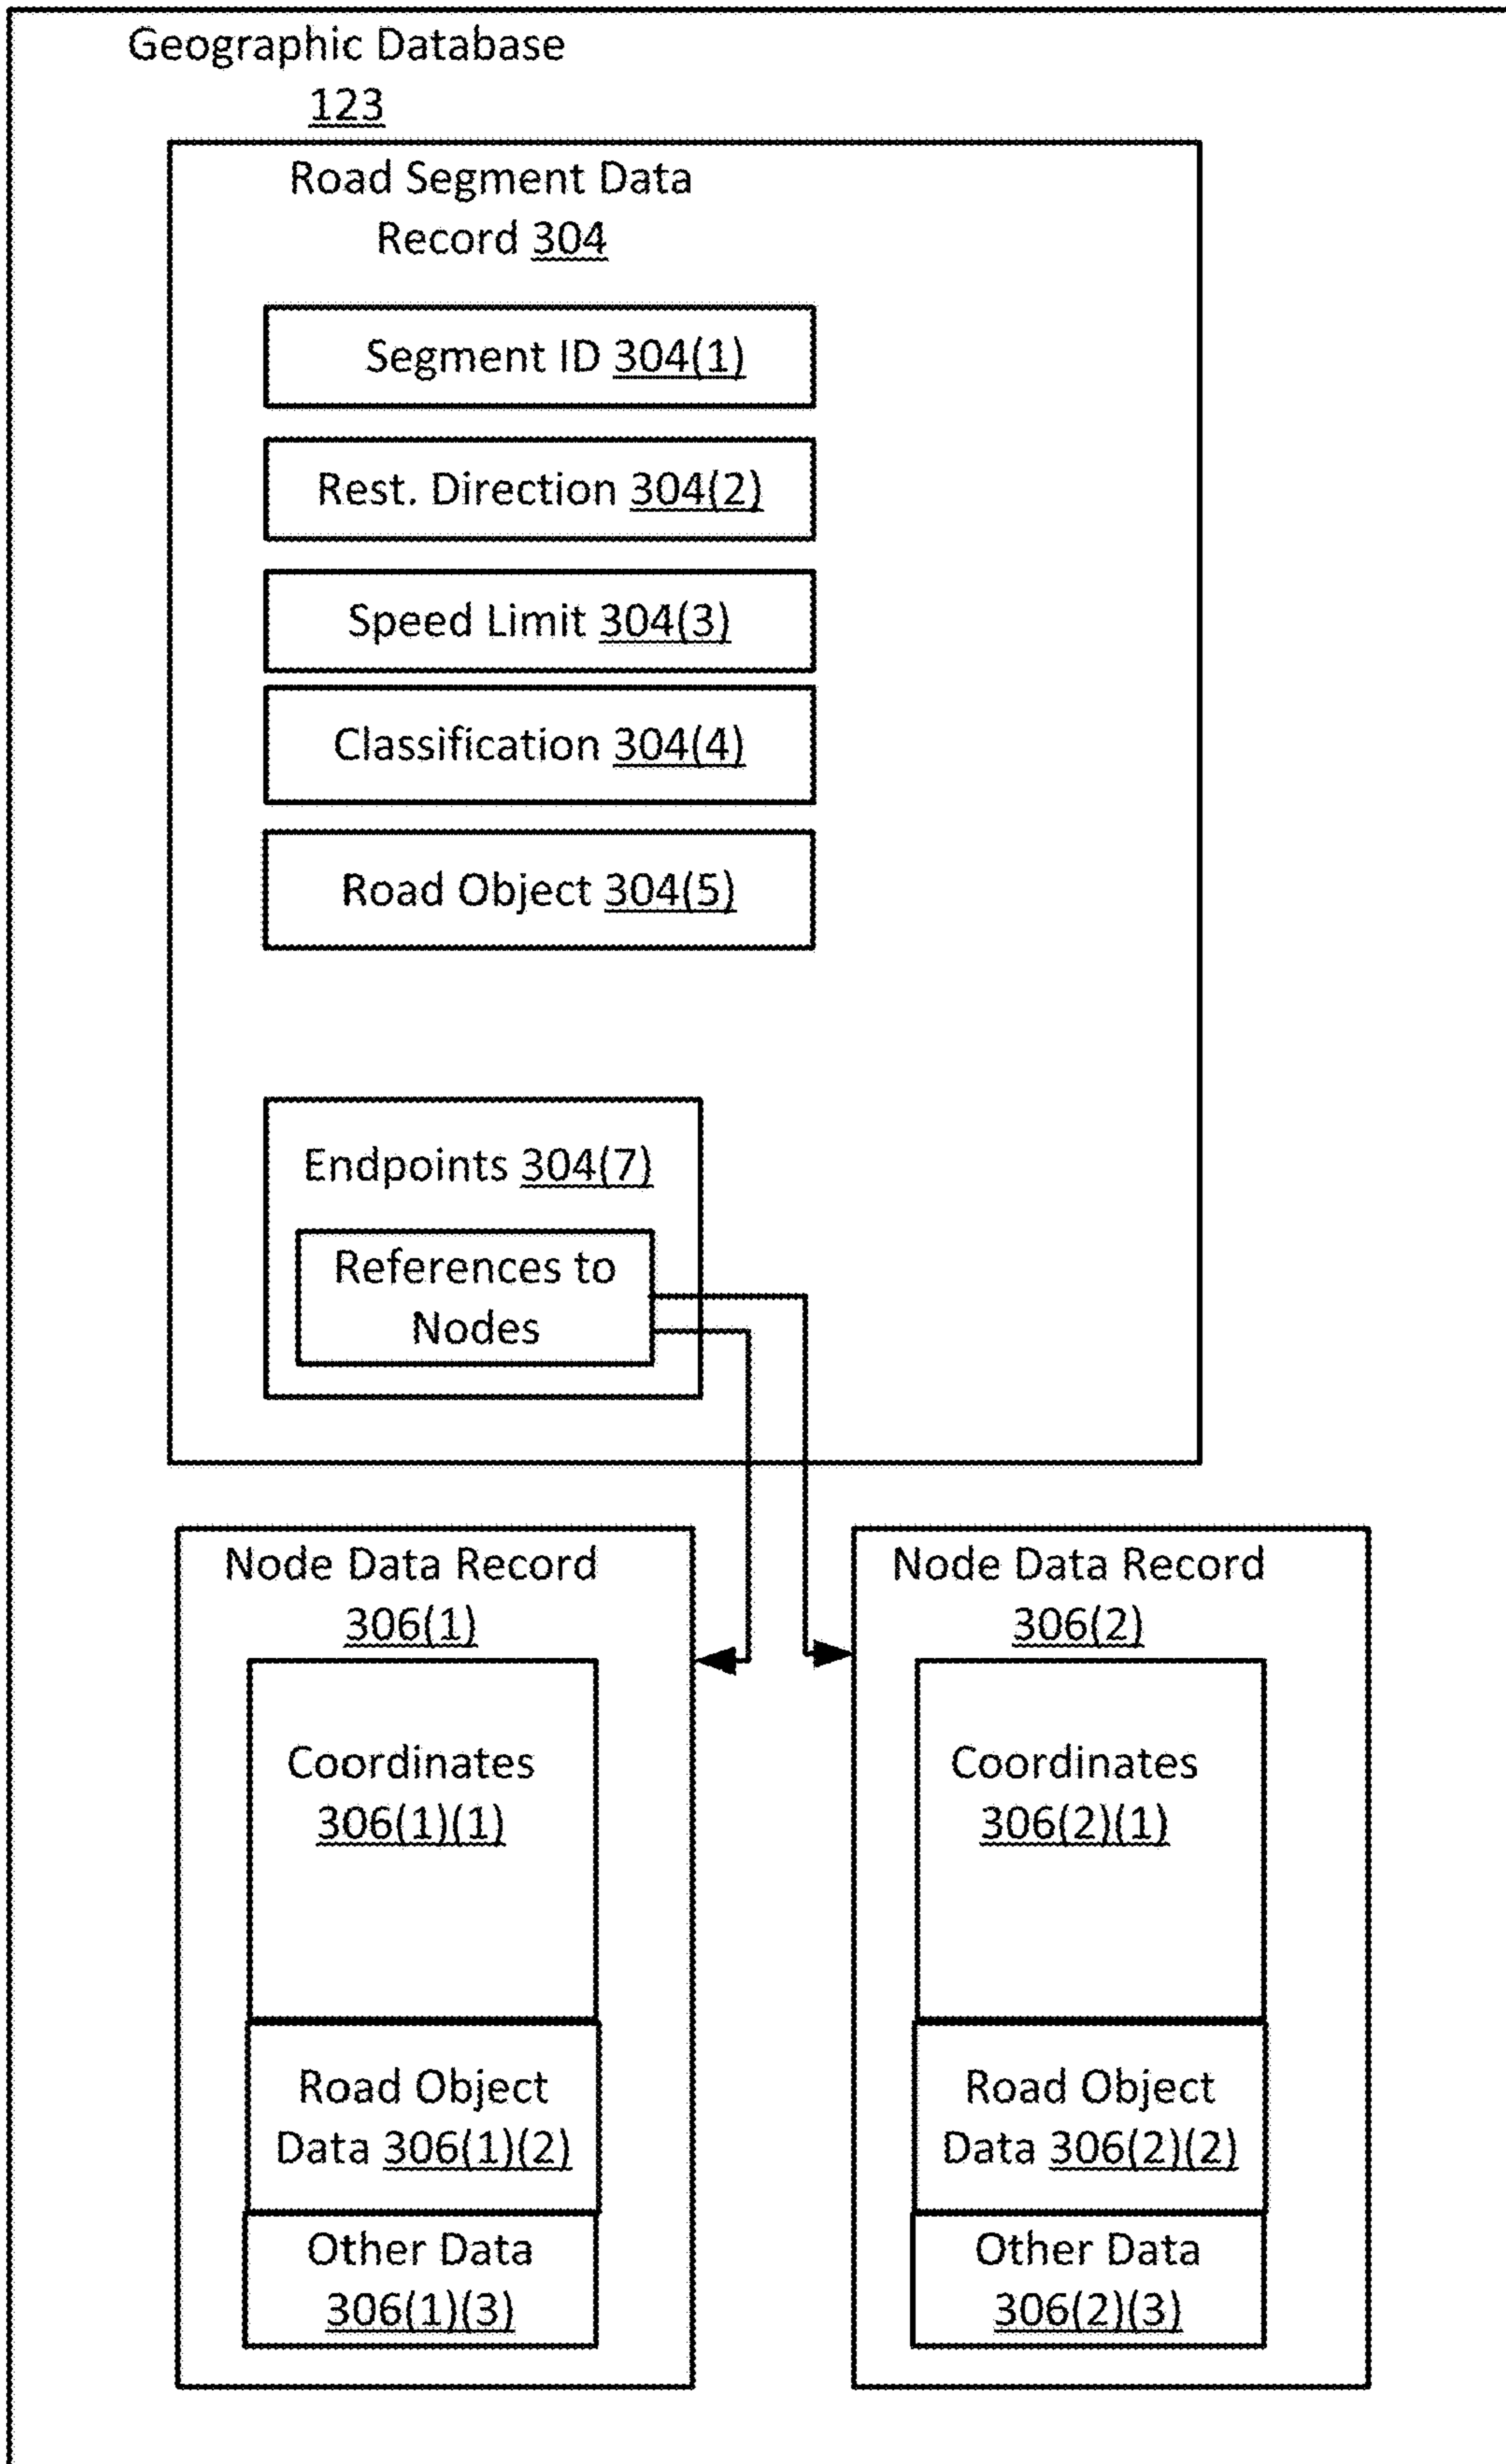 Geographic Database
123
Road Segment Data
Record 304
Segment ID 304(1)
Rest. Direction 304(2)
Speed Limit 304(3)
Classification 304(4)
Road Object 304(5)
Endpoints 304(7)
References to
Nodes
Node Data Record
306(1)
Coordinates
306(1)(1)
Road Object
Data 306(1)(2)
Other Data
306(1)(3)
Node Data Record
306(2)
Coordinates
306(2)(1)
Road Object
Data 306(2)(2)
Other Data
306(2)(3)